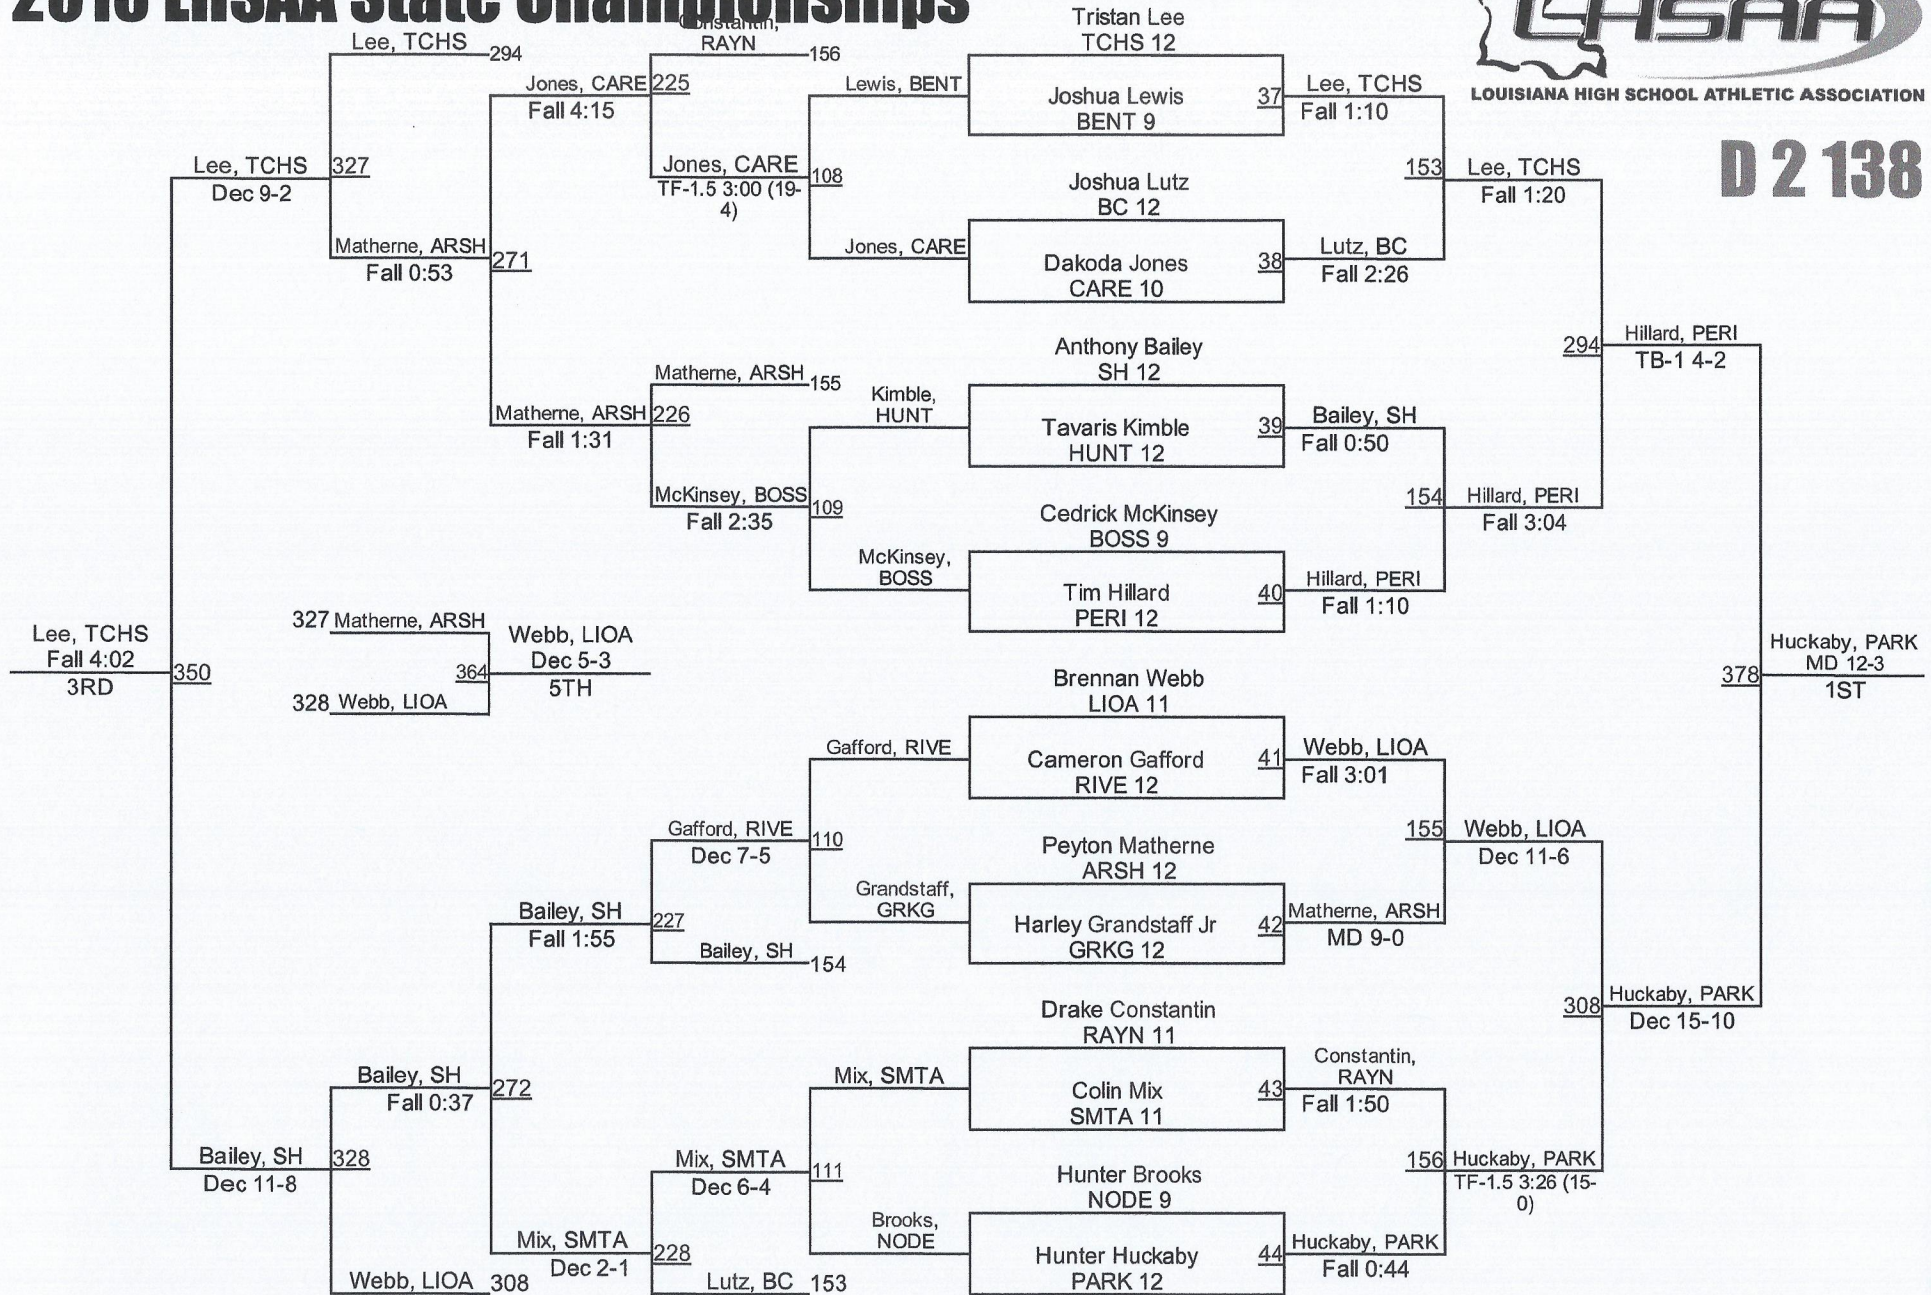 LHSAA State Championships
LHSAA
LOUISIANA HIGH SCHOOL ATHLETIC ASSOCIATION
D 2 138
Lee, TCHS
294
Jones, CARE
225
Fall 4:15
Constantin,
RAYN
156
Lee, TCHS
327
Dec 9-2
Matherne, ARSH
271
Fall 0:53
Jones, CARE
108
TF-1.5 3:00 (19-
4)
Lewis, BENT
Jones, CARE
Matherne, ARSH
155
Matherne, ARSH
226
Fall 1:31
McKinsey, BOSS
109
Fall 2:35
Kimble,
HUNT
McKinsey,
BOSS
Lee, TCHS
Fall 4:02
350
3RD
327 Matherne, ARSH
328 Webb, LIOA
364
Webb, LIOA
Dec 5-3
5TH
Gafford, RIVE
Gafford, RIVE
110
Dec 7-5
Grandstaff,
GRKG
Bailey, SH
227
Fall 1:55
Bailey, SH
154
Bailey, SH
272
Fall 0:37
Bailey, SH
328
Dec 11-8
Mix, SMTA
Mix, SMTA
111
Dec 6-4
Brooks,
NODE
Mix, SMTA
228
Dec 2-1
Webb, LIOA
308
Lutz, BC
153
Tristan Lee
TCHS 12
Joshua Lewis
BENT 9
37
Lee, TCHS
Fall 1:10
Joshua Lutz
BC 12
Dakoda Jones
CARE 10
38
Lutz, BC
Fall 2:26
153
Lee, TCHS
Fall 1:20
Anthony Bailey
SH 12
Tavaris Kimble
HUNT 12
39
Bailey, SH
Fall 0:50
Cedrick McKinsey
BOSS 9
Tim Hillard
PERI 12
40
Hillard, PERI
Fall 1:10
154
Hillard, PERI
Fall 3:04
294
Hillard, PERI
TB-1 4-2
Brennan Webb
LIOA 11
Cameron Gafford
RIVE 12
41
Webb, LIOA
Fall 3:01
Peyton Matherne
ARSH 12
Harley Grandstaff Jr
GRKG 12
42
Matherne, ARSH
MD 9-0
155
Webb, LIOA
Dec 11-6
Drake Constantin
RAYN 11
Colin Mix
SMTA 11
43
Constantin,
RAYN
Fall 1:50
Hunter Brooks
NODE 9
Hunter Huckaby
PARK 12
44
Huckaby, PARK
Fall 0:44
156
Huckaby, PARK
TF-1.5 3:26 (15-
0)
308
Huckaby, PARK
Dec 15-10
378
Huckaby, PARK
MD 12-3
1ST